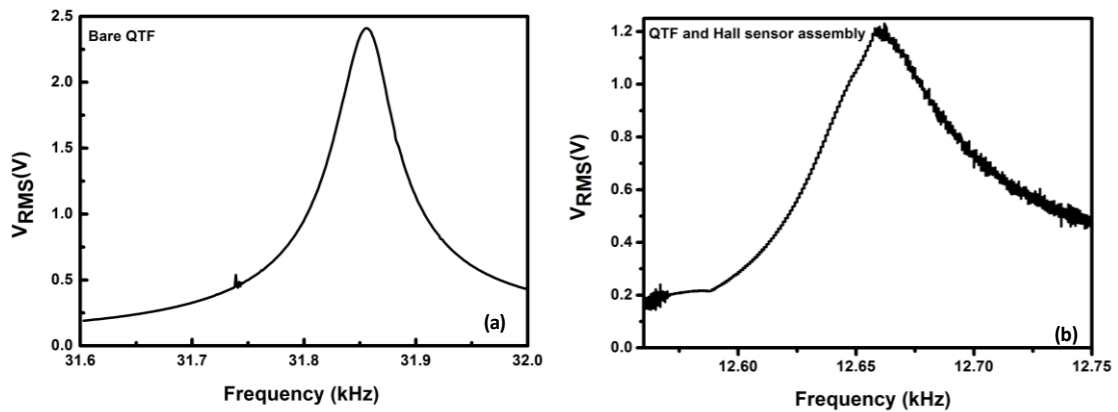 Bare QTF
2.5
2.0
1.5
1.0
0.5
0.0
V_RMS(V)
31.6
31.7
31.8
31.9
32.0
Frequency (kHz)
(a)
QTF and Hall sensor assembly
1.2
1.0
0.8
0.6
0.4
0.2
0.0
V_RMS(V)
12.60
12.65
12.70
12.75
Frequency (kHz)
(b)